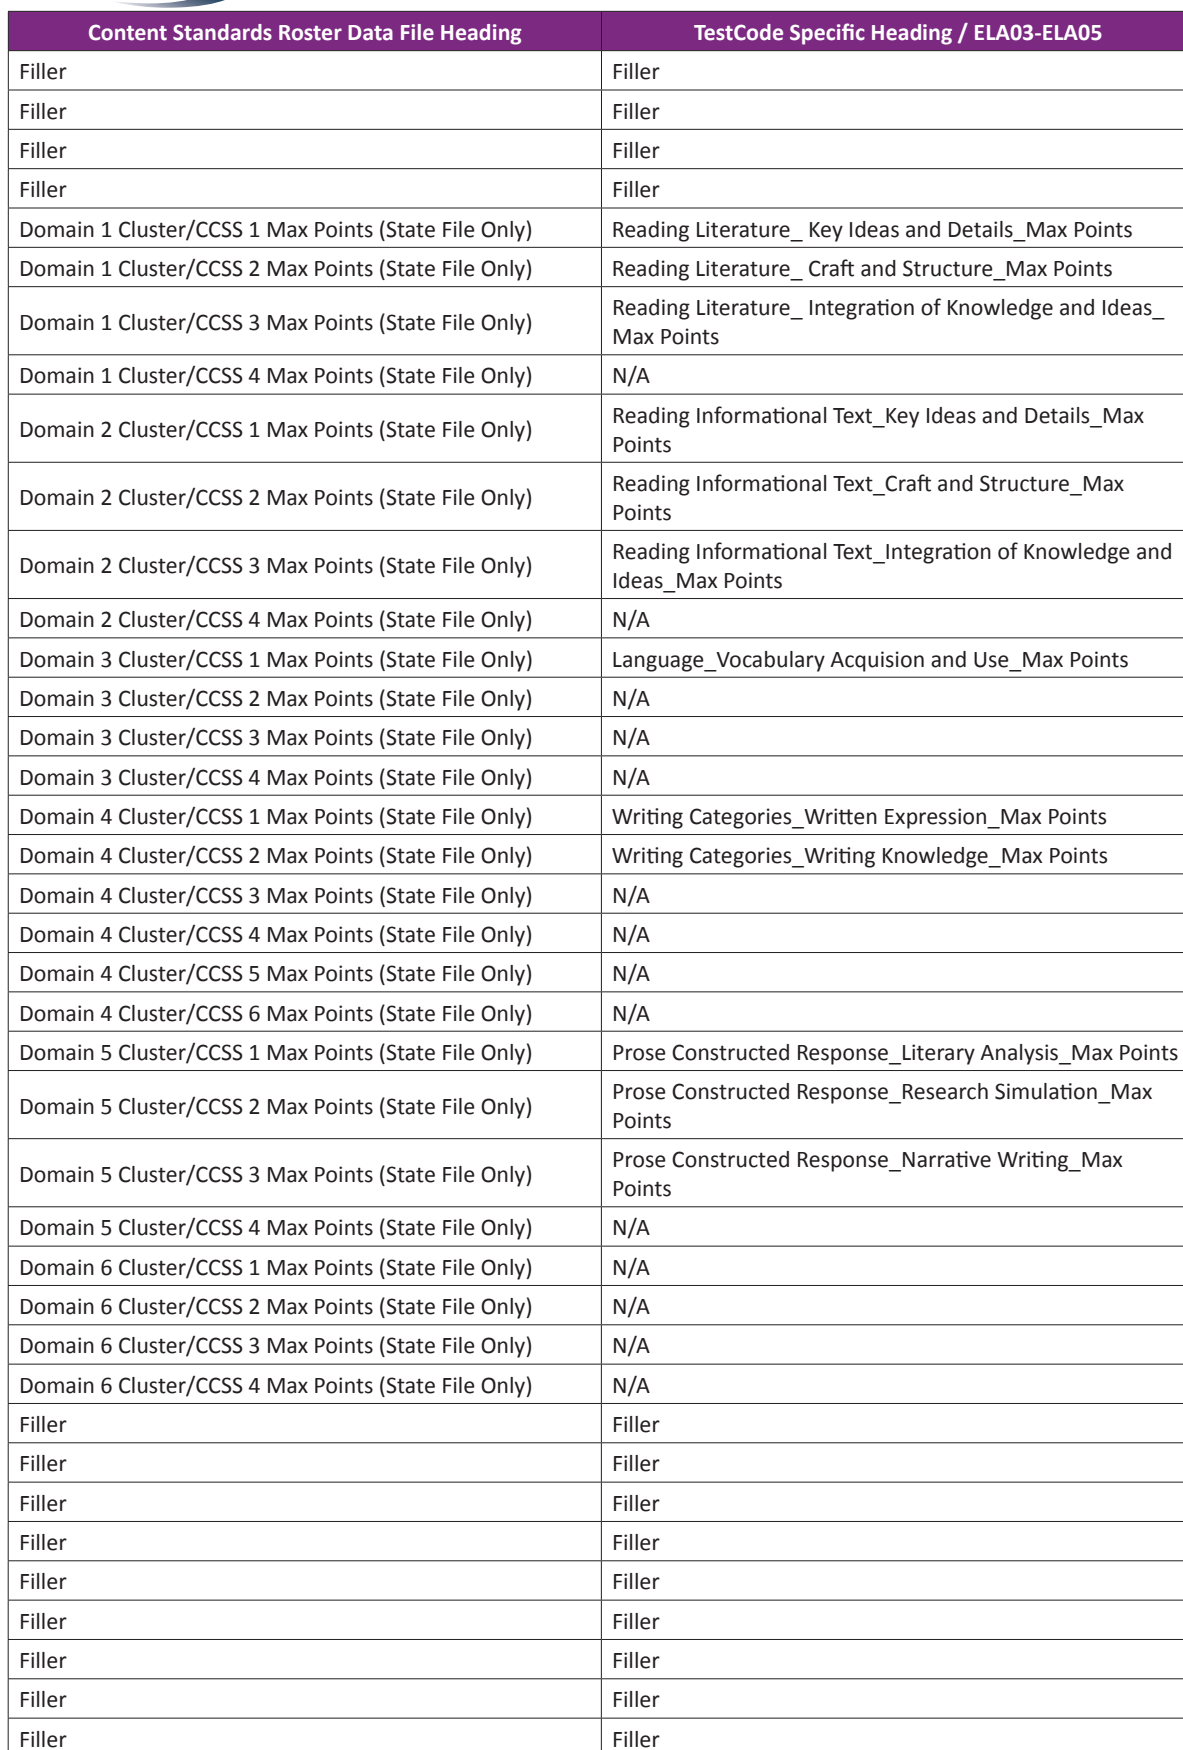 Content Standards Roster Data File Heading TestCode Specific Heading / ELA03-ELA05
Filler Filler
Filler Filler
Filler Filler
Filler Filler
Domain 1 Cluster/CCSS 1 Max Points (State File Only) Reading Literature_ Key Ideas and Details_Max Points
Domain 1 Cluster/CCSS 2 Max Points (State File Only) Reading Literature_ Craft and Structure_Max Points
Domain 1 Cluster/CCSS 3 Max Points (State File Only) Reading Literature_ Integration of Knowledge and Ideas_
Max Points
Domain 1 Cluster/CCSS 4 Max Points (State File Only) N/A
Domain 2 Cluster/CCSS 1 Max Points (State File Only) Reading Informational Text_Key Ideas and Details_Max
Points
Domain 2 Cluster/CCSS 2 Max Points (State File Only) Reading Informational Text_Craft and Structure_Max
Points
Domain 2 Cluster/CCSS 3 Max Points (State File Only) Reading Informational Text_Integration of Knowledge and
Ideas_Max Points
Domain 2 Cluster/CCSS 4 Max Points (State File Only) N/A
Domain 3 Cluster/CCSS 1 Max Points (State File Only) Language_Vocabulary Acquision and Use_Max Points
Domain 3 Cluster/CCSS 2 Max Points (State File Only) N/A
Domain 3 Cluster/CCSS 3 Max Points (State File Only) N/A
Domain 3 Cluster/CCSS 4 Max Points (State File Only) N/A
Domain 4 Cluster/CCSS 1 Max Points (State File Only) Writing Categories_Written Expression_Max Points
Domain 4 Cluster/CCSS 2 Max Points (State File Only) Writing Categories_Writing Knowledge_Max Points
Domain 4 Cluster/CCSS 3 Max Points (State File Only) N/A
Domain 4 Cluster/CCSS 4 Max Points (State File Only) N/A
Domain 4 Cluster/CCSS 5 Max Points (State File Only) N/A
Domain 4 Cluster/CCSS 6 Max Points (State File Only) N/A
Domain 5 Cluster/CCSS 1 Max Points (State File Only) Prose Constructed Response_Literary Analysis_Max Points
Domain 5 Cluster/CCSS 2 Max Points (State File Only) Prose Constructed Response_Research Simulation_Max
Points
Domain 5 Cluster/CCSS 3 Max Points (State File Only) Prose Constructed Response_Narrative Writing_Max
Points
Domain 5 Cluster/CCSS 4 Max Points (State File Only) N/A
Domain 6 Cluster/CCSS 1 Max Points (State File Only) N/A
Domain 6 Cluster/CCSS 2 Max Points (State File Only) N/A
Domain 6 Cluster/CCSS 3 Max Points (State File Only) N/A
Domain 6 Cluster/CCSS 4 Max Points (State File Only) N/A
Filler Filler
Filler Filler
Filler Filler
Filler Filler
Filler Filler
Filler Filler
Filler Filler
Filler Filler
Filler Filler